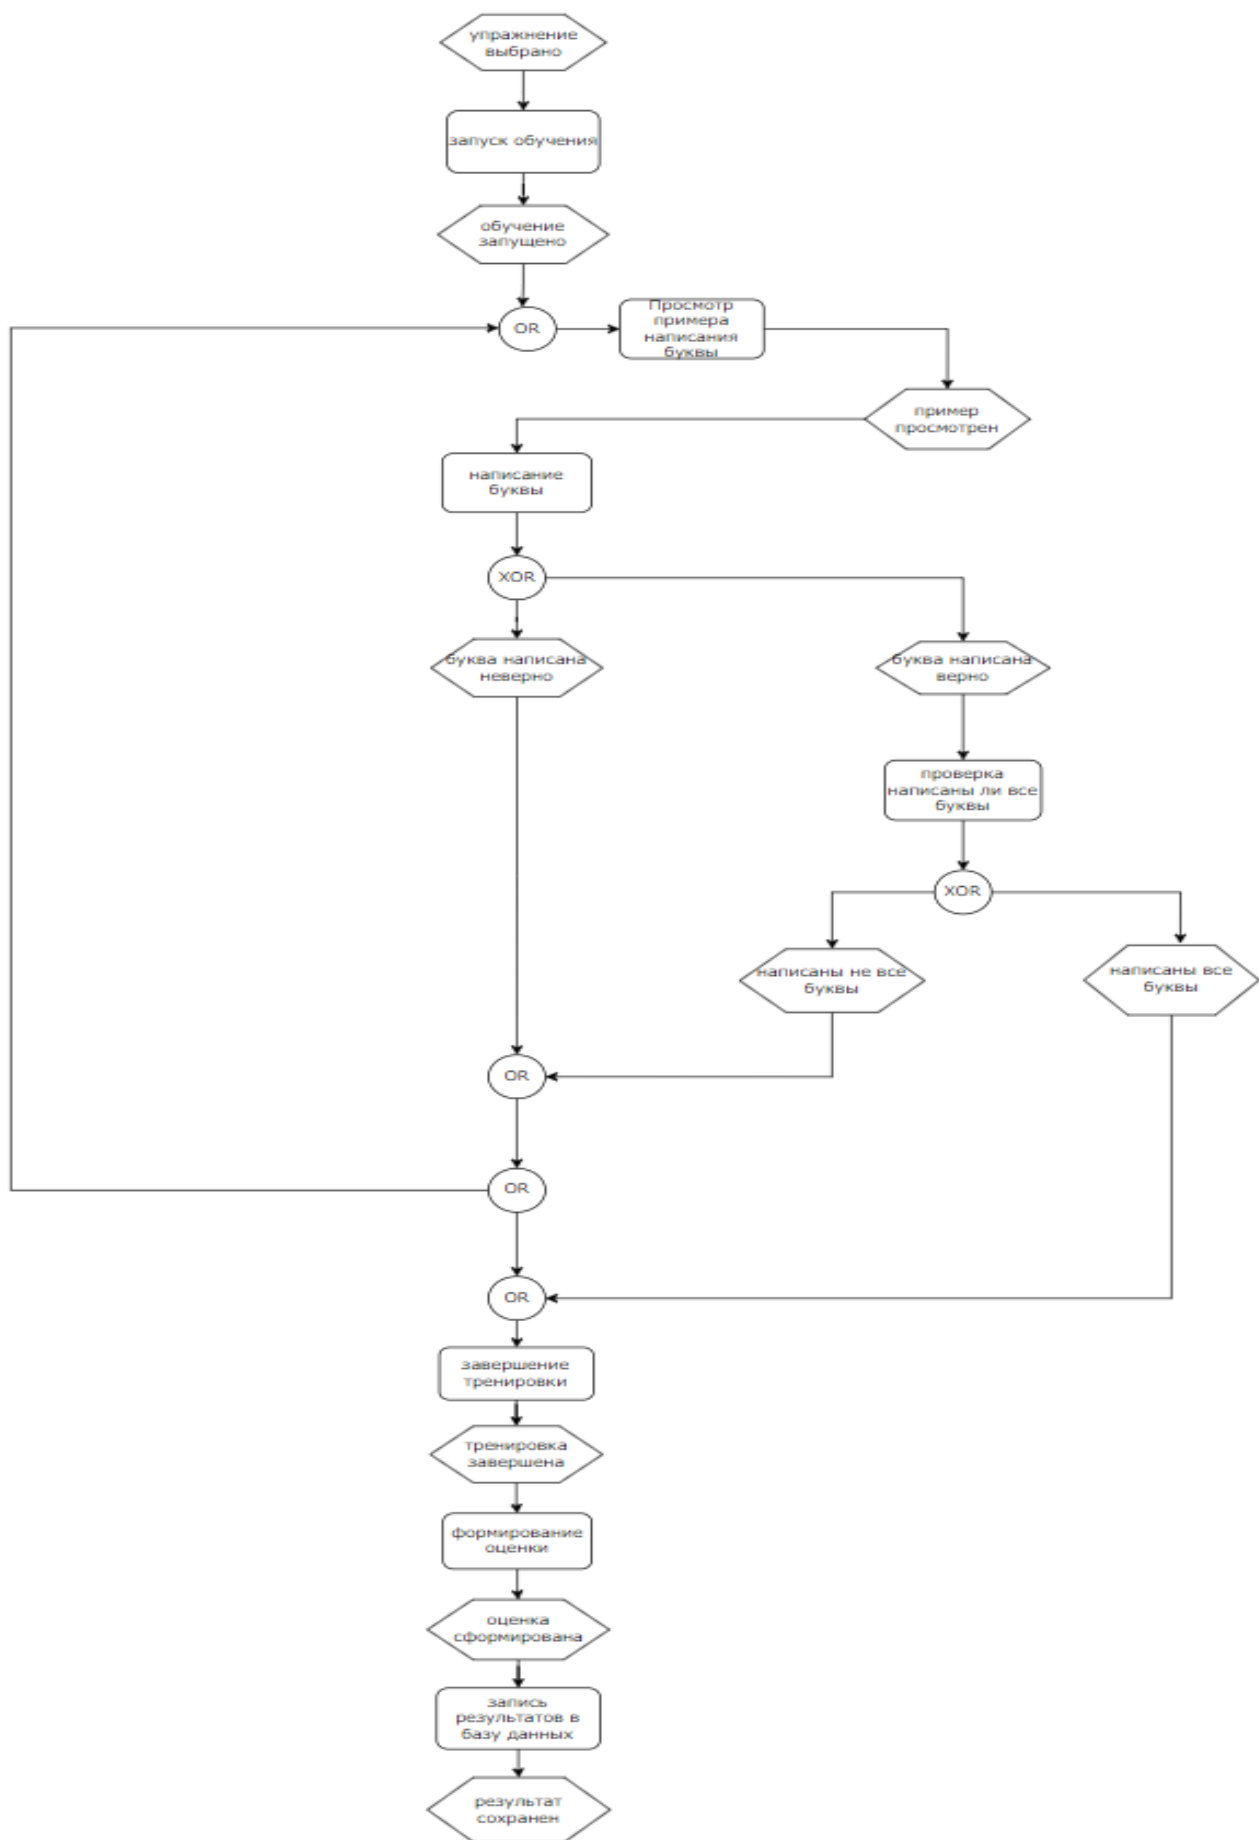 упражнение
выбрано
запуск обучения
обучение
запущено
OR
Просмотр
примера
написания
буквы
пример
просмотрен
написание
буквы
XOR
буква написана
неверно
буква написана
верно
проверка
написаны ли все
буквы
XOR
написаны не все
буквы
написаны все
буквы
OR
OR
OR
завершение
тренировки
тренировка
завершена
формирование
оценки
оценка
сформирована
запись
результатов в
базу данных
результат
сохранен